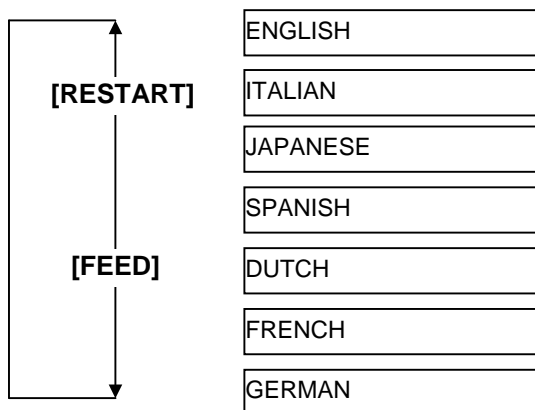 ENGLISH
[RESTART]
ITALIAN
JAPANESE
SPANISH
[FEED]
DUTCH
FRENCH
GERMAN